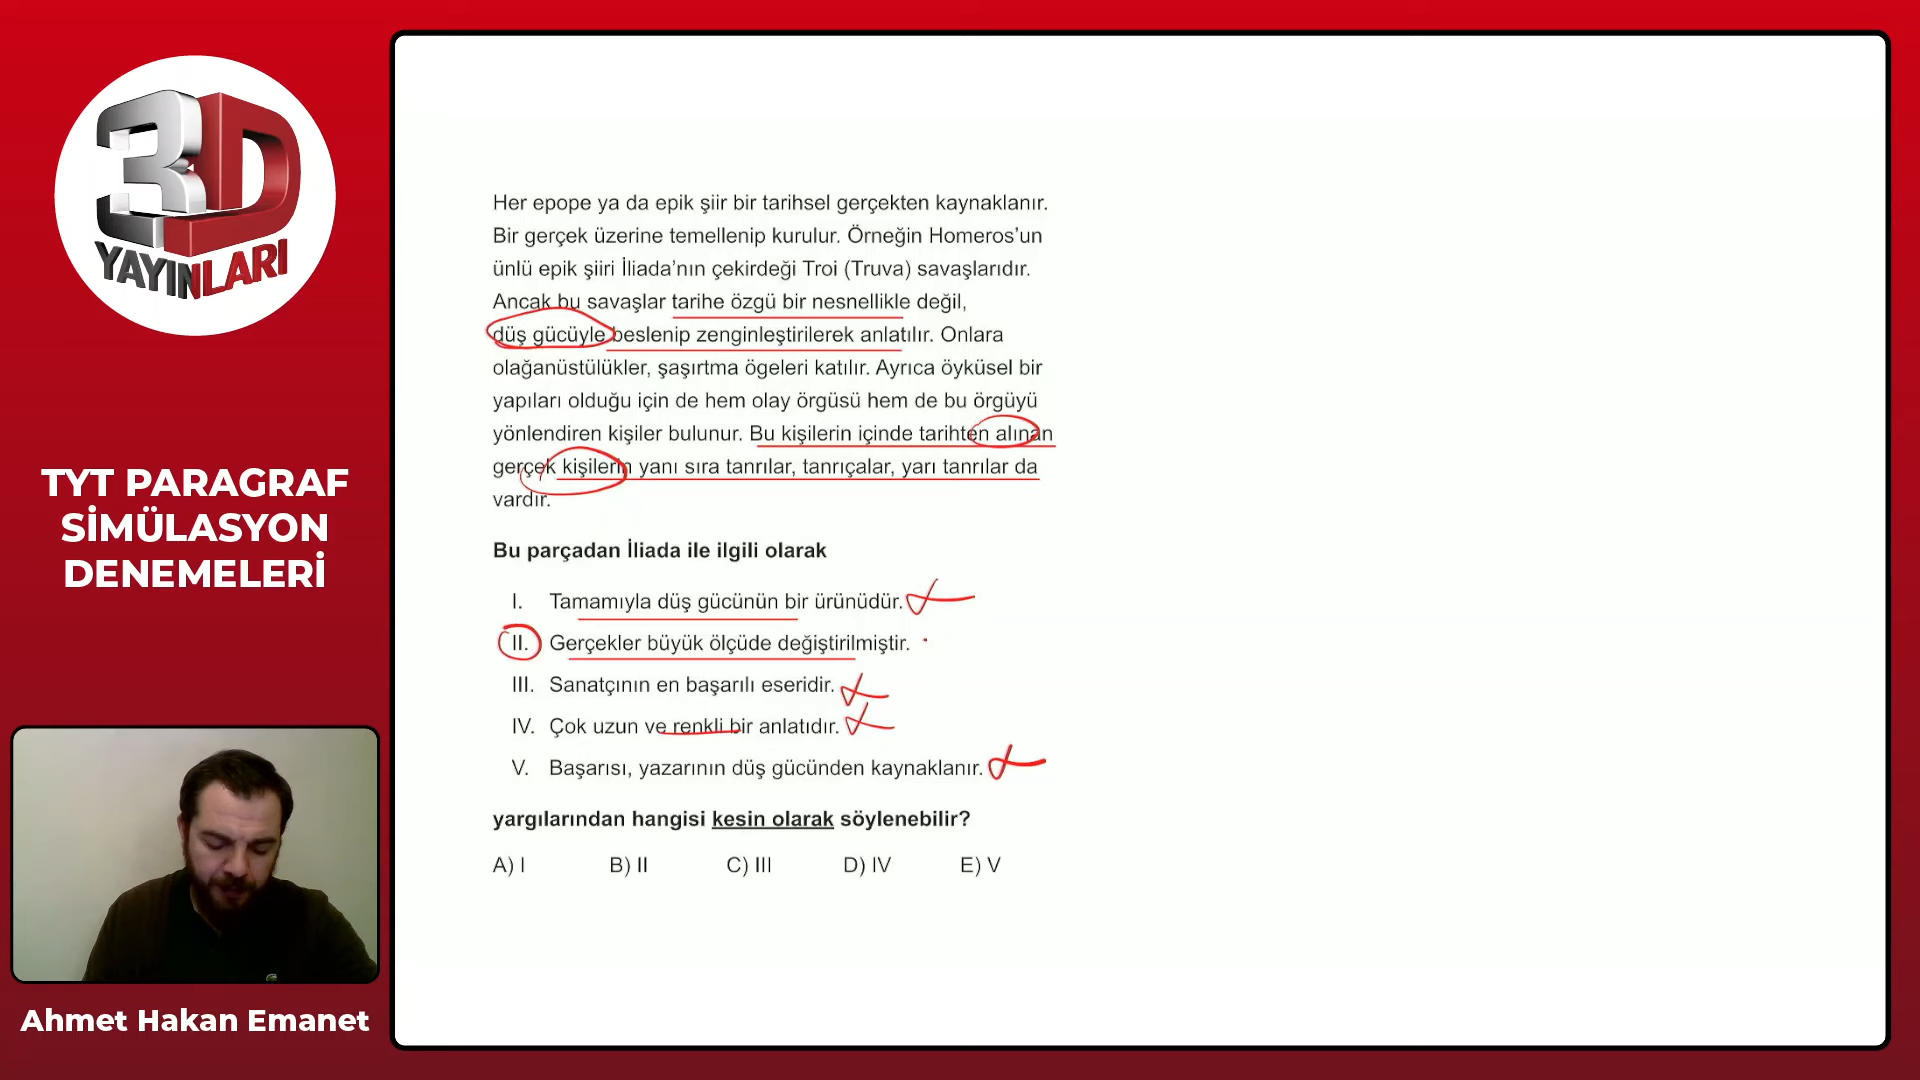 3D
YAYINLARI
TYT PARAGRAF
SİMÜLASYON
DENEMELERİ
Ahmet Hakan Emanet
Her epope ya da epik şiir bir tarihsel gerçekten kaynaklanır.
Bir gerçek üzerine temellenip kurulur. Örneğin Homeros’un
ünlü epik şiiri İliada’nın çekirdeği Troi (Truva) savaşlarıdır.
Ancak bu savaşlar tarihe özgü bir nesnellikle değil,
düş gücüyle beslenip zenginleştirilerek anlatılır. Onlara
olağanüstülükler, şaşırtma ögeleri katılır. Ayrıca öyküsel bir
yapıları olduğu için de hem olay örgüsü hem de bu örgüyü
yönlendiren kişiler bulunur. Bu kişilerin içinde tarihten alınan
gerçek kişilerin yanı sıra tanrılar, tanrıçalar, yarı tanrılar da
vardır.
Bu parçadan İliada ile ilgili olarak
I. Tamamıyla düş gücünün bir ürünüdür.
II. Gerçekler büyük ölçüde değiştirilmiştir.
III. Sanatçının en başarılı eseridir.
IV. Çok uzun ve renkli bir anlatıdır.
V. Başarısı, yazarının düş gücünden kaynaklanır.
yargılarından hangisi kesin olarak söylenebilir?
A) I B) II C) III D) IV E) V